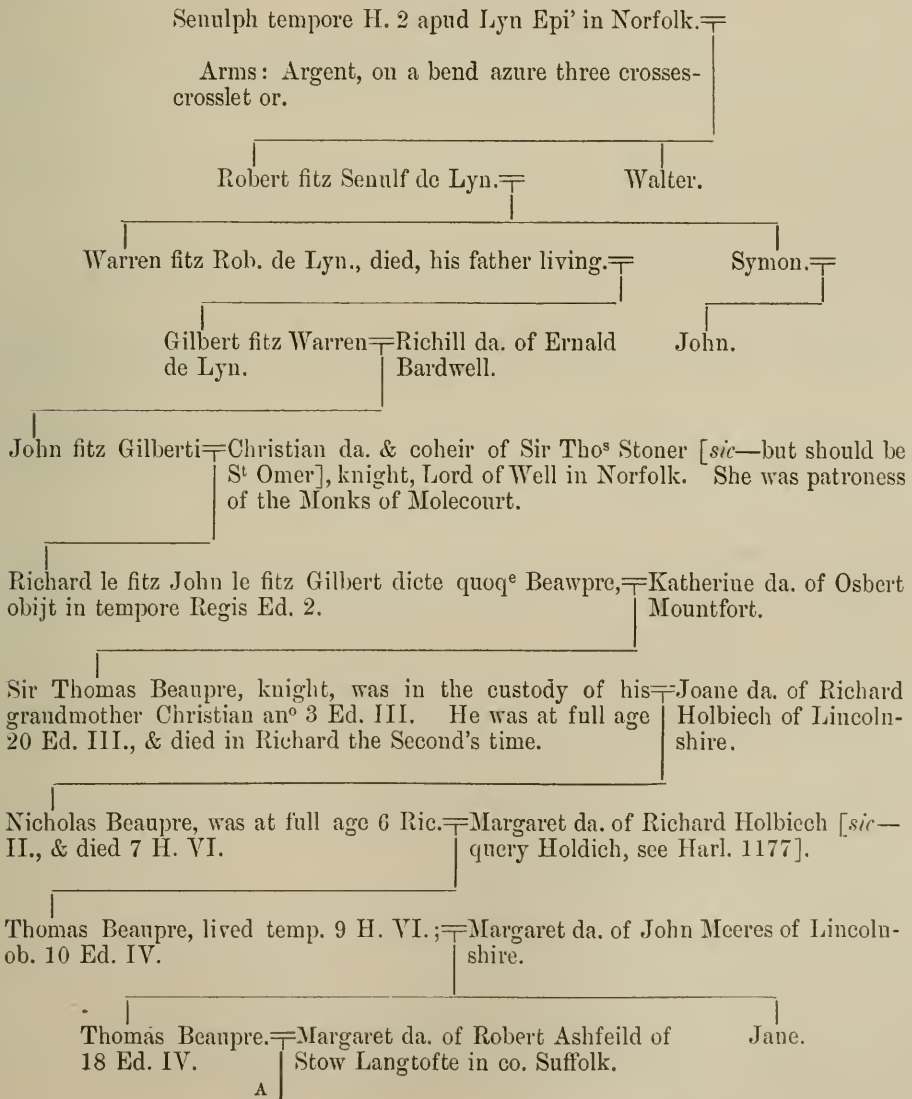 Senulph tempore H. 2 apud Lyn Epi’ in Norfolk.
Arms: Argent, on a bend azure three crosses-
crosslet or.
Robert fitz Senulf de Lyn. Walter.
Warren fitz Rob. de Lyn., died, his father living. Symon.
Gilbert fitz Warren Richill da. of Ernald John.
de Lyn. Bardwell.
John fitz Gilberti Christian da. & coheir of Sir Thoˢ Stoner [sic—but should be
Sᵗ Omer], knight, Lord of Well in Norfolk. She was patroness
of the Monks of Molecourt.
Richard le fitz John le fitz Gilbert dicte quoqᵉ Beawpre, Katherine da. of Osbert
obijt in tempore Regis Ed. 2. Mountfort.
Sir Thomas Beaupre, knight, was in the custody of his Joane da. of Richard
grandmother Christian anº 3 Ed. III. He was at full age Holbiech of Lincoln-
20 Ed. III., & died in Richard the Second’s time. shire.
Nicholas Beaupre, was at full age 6 Ric. Margaret da. of Richard Holbiech [sic—
II., & died 7 H. VI. query Holdich, see Harl. 1177].
Thomas Beaupre, lived temp. 9 H. VI.; Margaret da. of John Meeres of Lincoln-
ob. 10 Ed. IV. shire.
Thomas Beaupre. Margaret da. of Robert Ashfeild of Jane.
18 Ed. IV. Stow Langtofte in co. Suffolk.
A